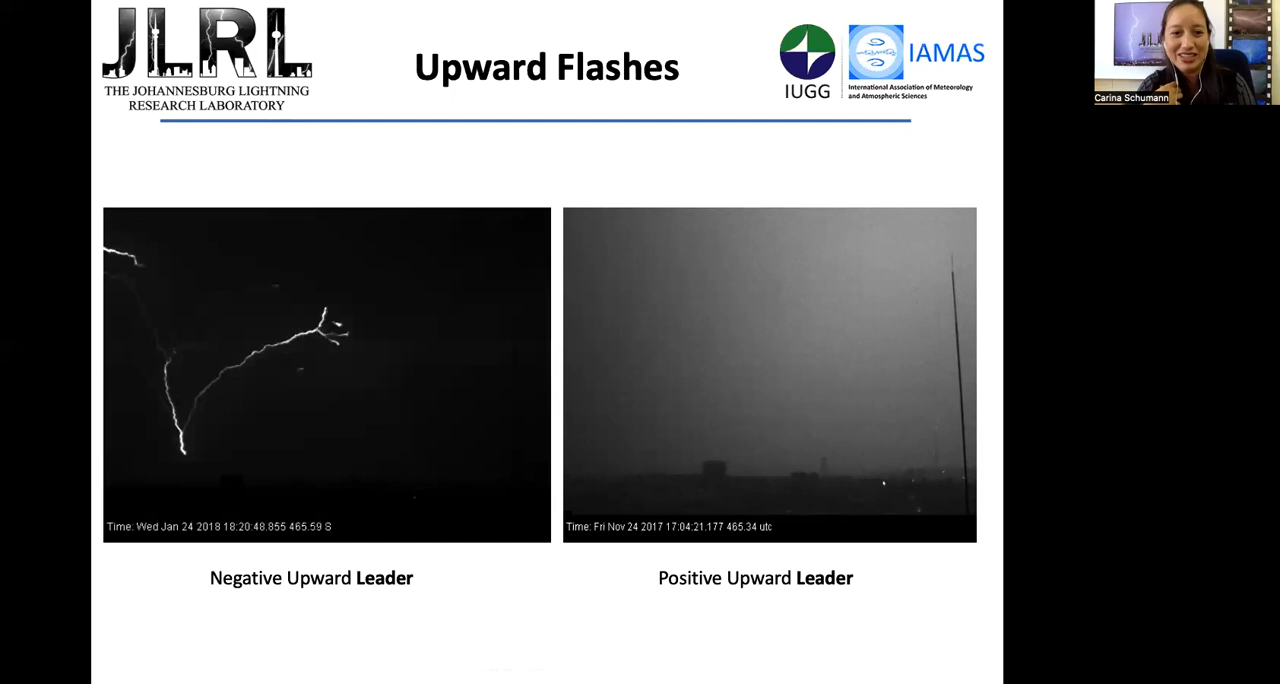 JLRL
THE JOHANNESBURG LIGHTNING
RESEARCH LABORATORY
Upward Flashes
IUGG
IAMAS
International Association of Meteorology
and Atmospheric Sciences
Carina Schumann
Time: Wed Jan 24 2018 18:20:48.855 465.59 S
Time: Fri Nov 24 2017 17:04:21.177 465.34 utc
Negative Upward Leader
Positive Upward Leader